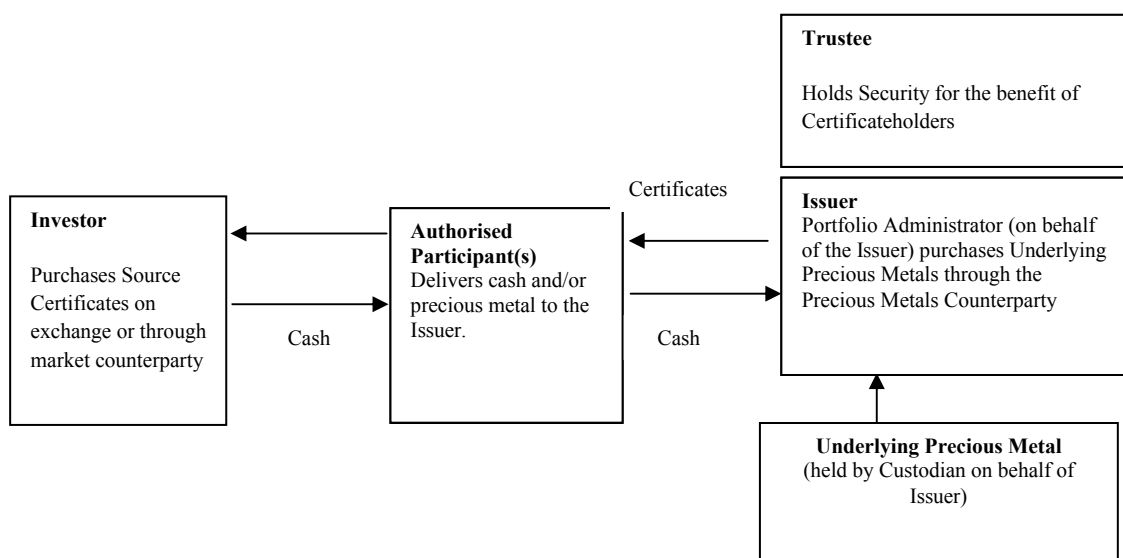 Trustee
Holds Security for the benefit of
Certificateholders
Certificates
Investor
Purchases Source
Certificates on
exchange or through
market counterparty
Cash
Authorised
Participant(s)
Delivers cash and/or
precious metal to the
Issuer.
Cash
Issuer
Portfolio Administrator (on behalf
of the Issuer) purchases Underlying
Precious Metals through the
Precious Metals Counterparty
Underlying Precious Metal
(held by Custodian on behalf of
Issuer)